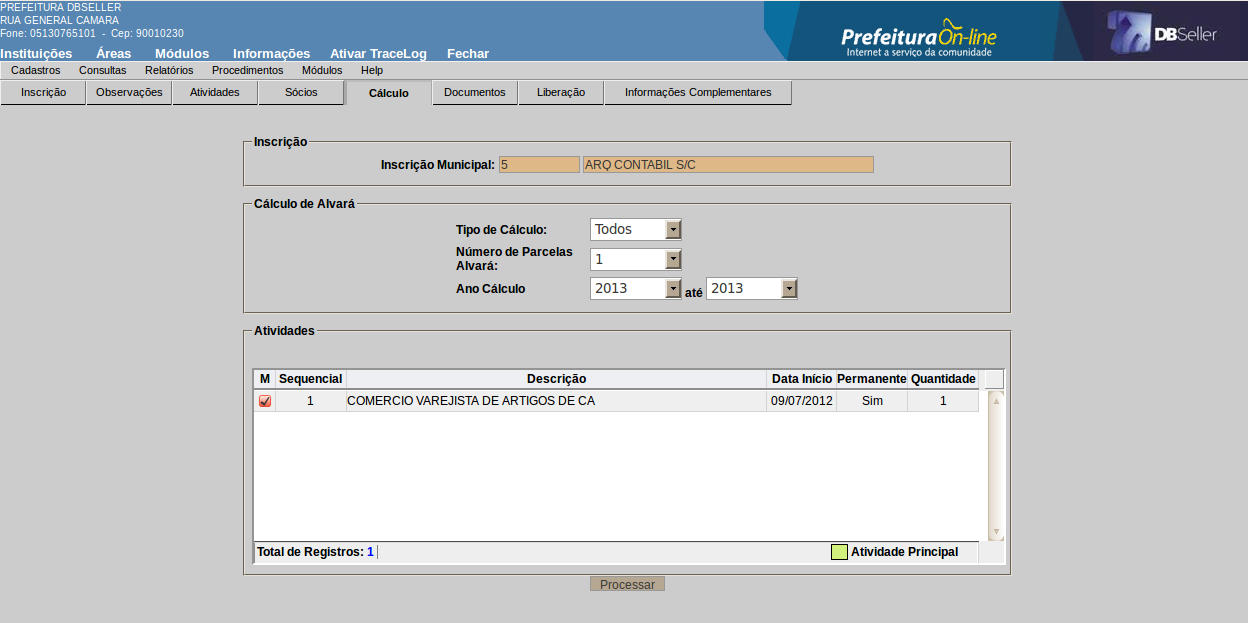 PREFEITURA DBSELLER
RUA GENERAL CAMARA
Fone: 05130765101 - Cep: 90010230
Prefeitura On-line
Internet a serviço da comunidade
DBSeller
Instituições Áreas Módulos Informações Ativar TraceLog Fechar
Cadastros Consultas Relatórios Procedimentos Módulos Help
Inscrição Observações Atividades Sócios Cálculo Documentos Liberação Informações Complementares
Inscrição
Inscrição Municipal: 5 ARQ CONTABIL S/C
Cálculo de Alvará
Tipo de Cálculo: Todos
Número de Parcelas
Alvará: 1
Ano Cálculo 2013 até 2013
Atividades
M Sequencial Descrição Data Início Permanente Quantidade
1 COMERCIO VAREJISTA DE ARTIGOS DE CA 09/07/2012 Sim 1
Total de Registros: 1 Atividade Principal
Processar